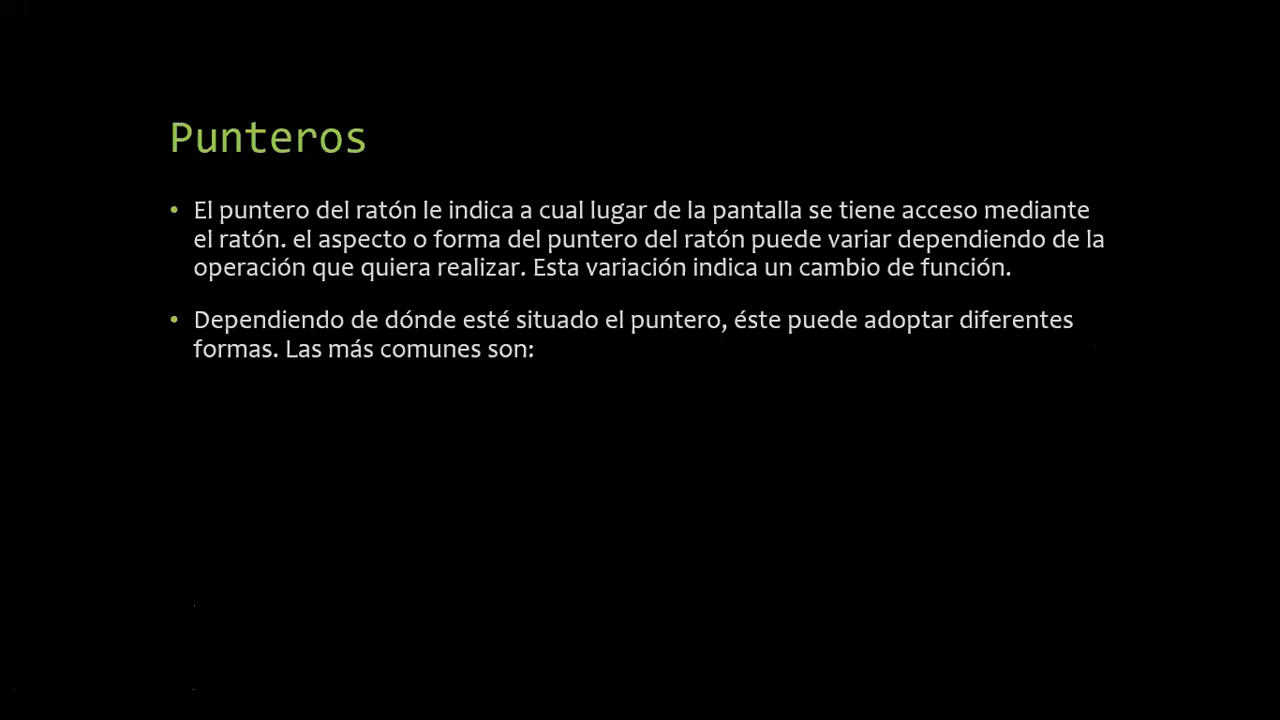 Punteros
• El puntero del ratón le indica a cual lugar de la pantalla se tiene acceso mediante
el ratón. el aspecto o forma del puntero del ratón puede variar dependiendo de la
operación que quiera realizar. Esta variación indica un cambio de función.
• Dependiendo de dónde esté situado el puntero, éste puede adoptar diferentes
formas. Las más comunes son: